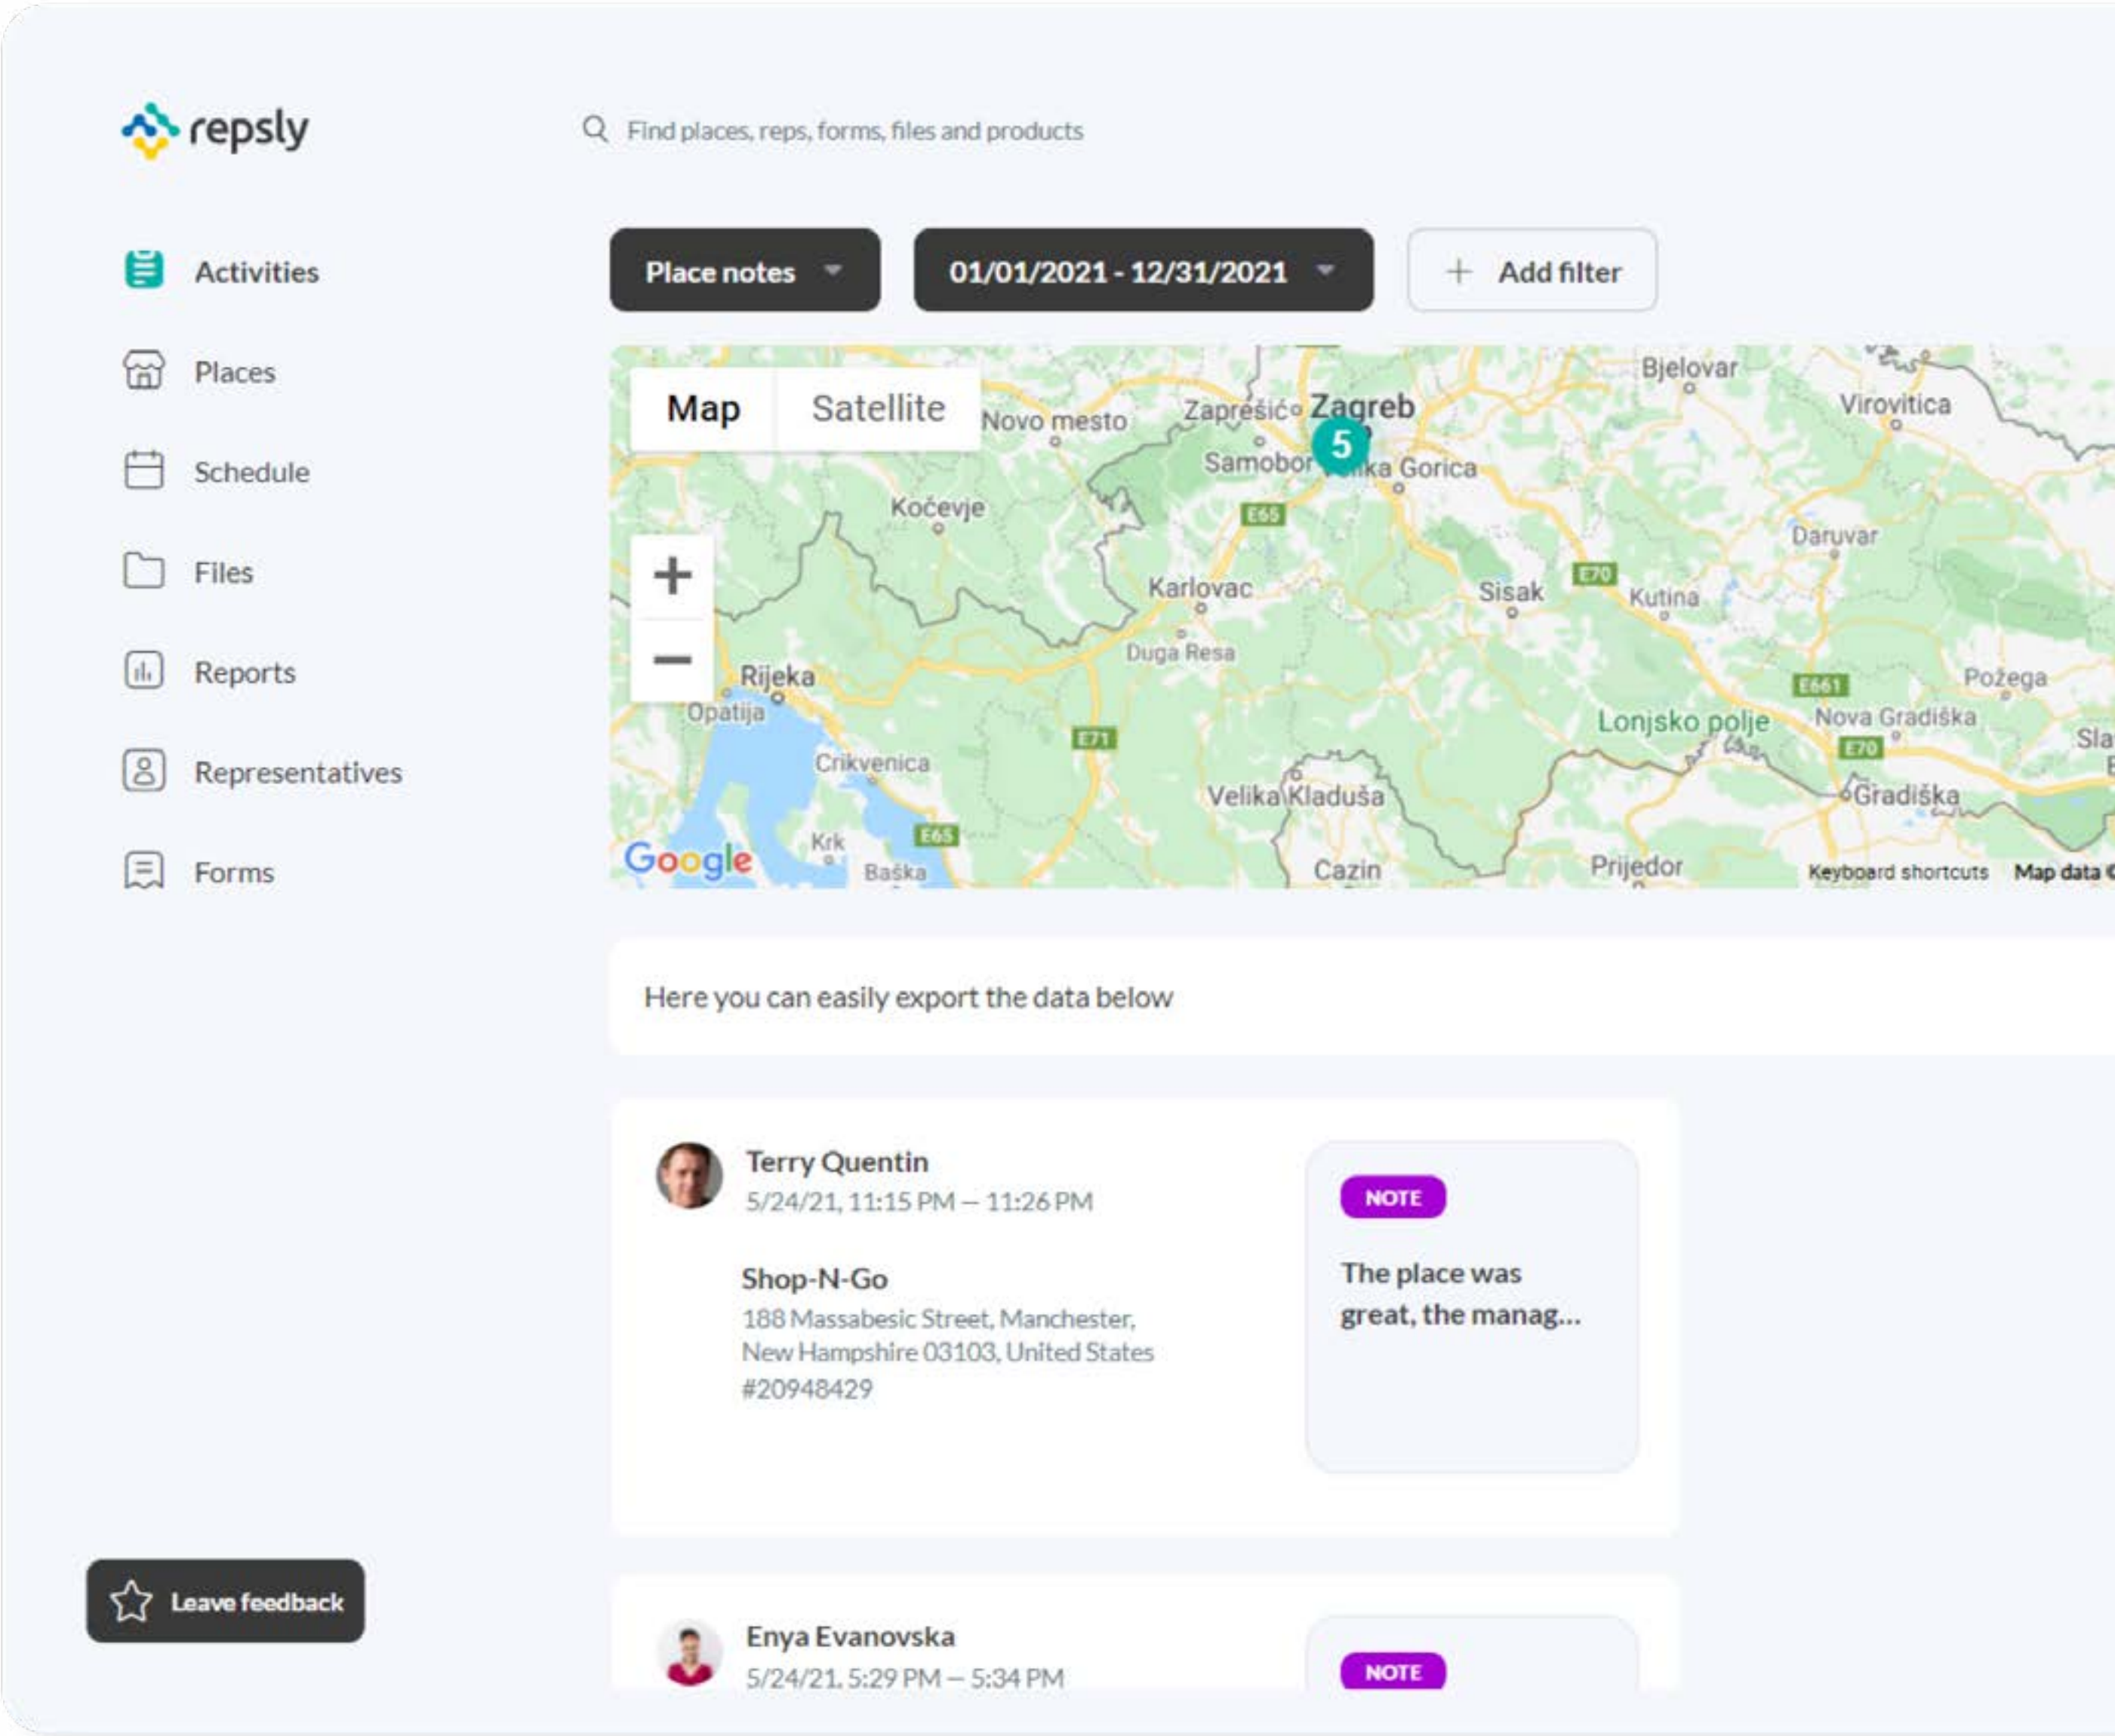 repsly
Find places, reps, forms, files and products
Activities
Places
Schedule
Files
Reports
Representatives
Forms
Leave feedback
Place notes
01/01/2021 - 12/31/2021
+ Add filter
Map
Satellite
Novo mesto
Zaprešić
Zagreb
Bjelovar
Virovitica
5
Samobor
ka Gorica
Kočevje
E65
Daruvar
Karlovac
Sisak
E70
Kutina
Duga Resa
+
−
Rijeka
Opatija
E661
Požega
Lonjsko polje
Nova Gradiška
E71
E70
Sla
Crikvenica
Velika Kladuša
Gradiška
Krk
E65
Google
Baška
Cazin
Prijedor
Keyboard shortcuts
Map data ©
Here you can easily export the data below
Terry Quentin
5/24/21, 11:15 PM — 11:26 PM
Shop-N-Go
188 Massabesic Street, Manchester,
New Hampshire 03103, United States
#20948429
NOTE
The place was
great, the manag...
Enya Evanovska
5/24/21, 5:29 PM — 5:34 PM
NOTE